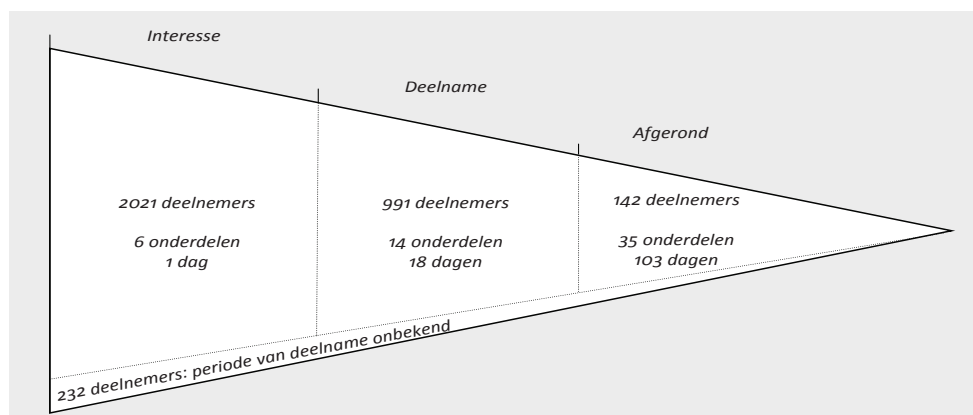 Interesse
Deelname
Afgerond
2021 deelnemers
6 onderdelen
1 dag
991 deelnemers
14 onderdelen
18 dagen
142 deelnemers
35 onderdelen
103 dagen
232 deelnemers: periode van deelname onbekend